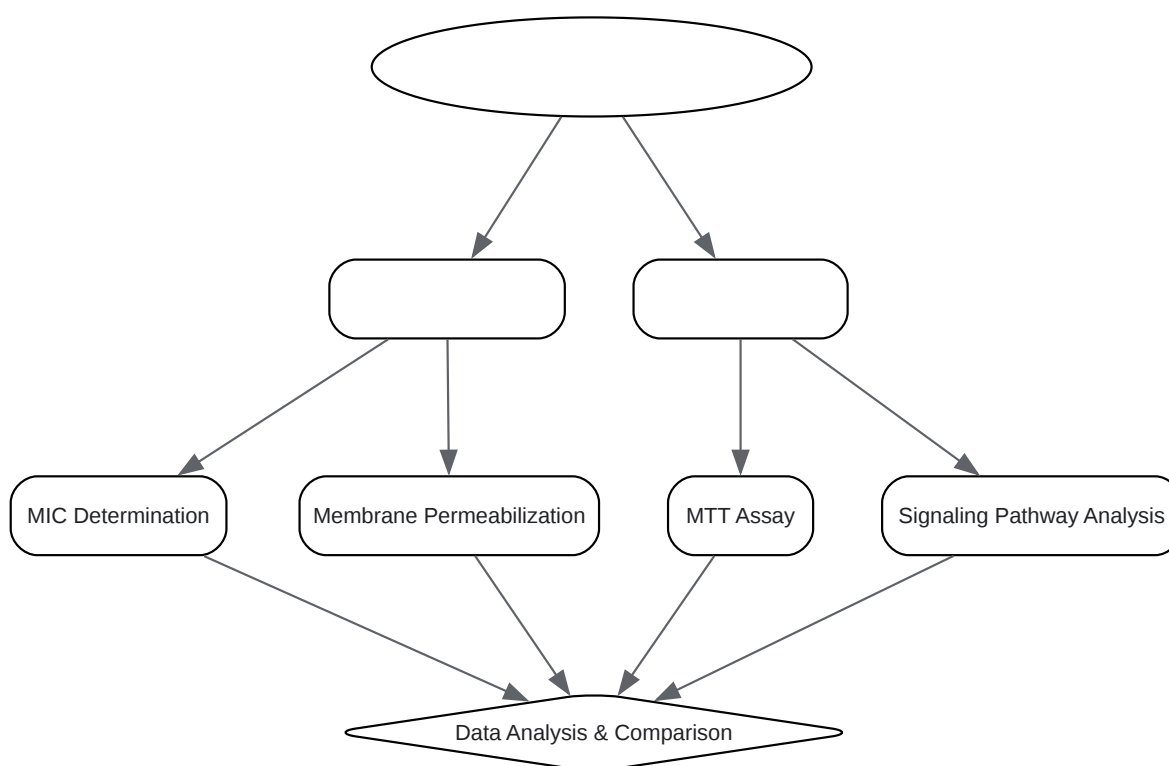 MIC Determination
Membrane Permeabilization
MTT Assay
Signaling Pathway Analysis
Data Analysis & Comparison